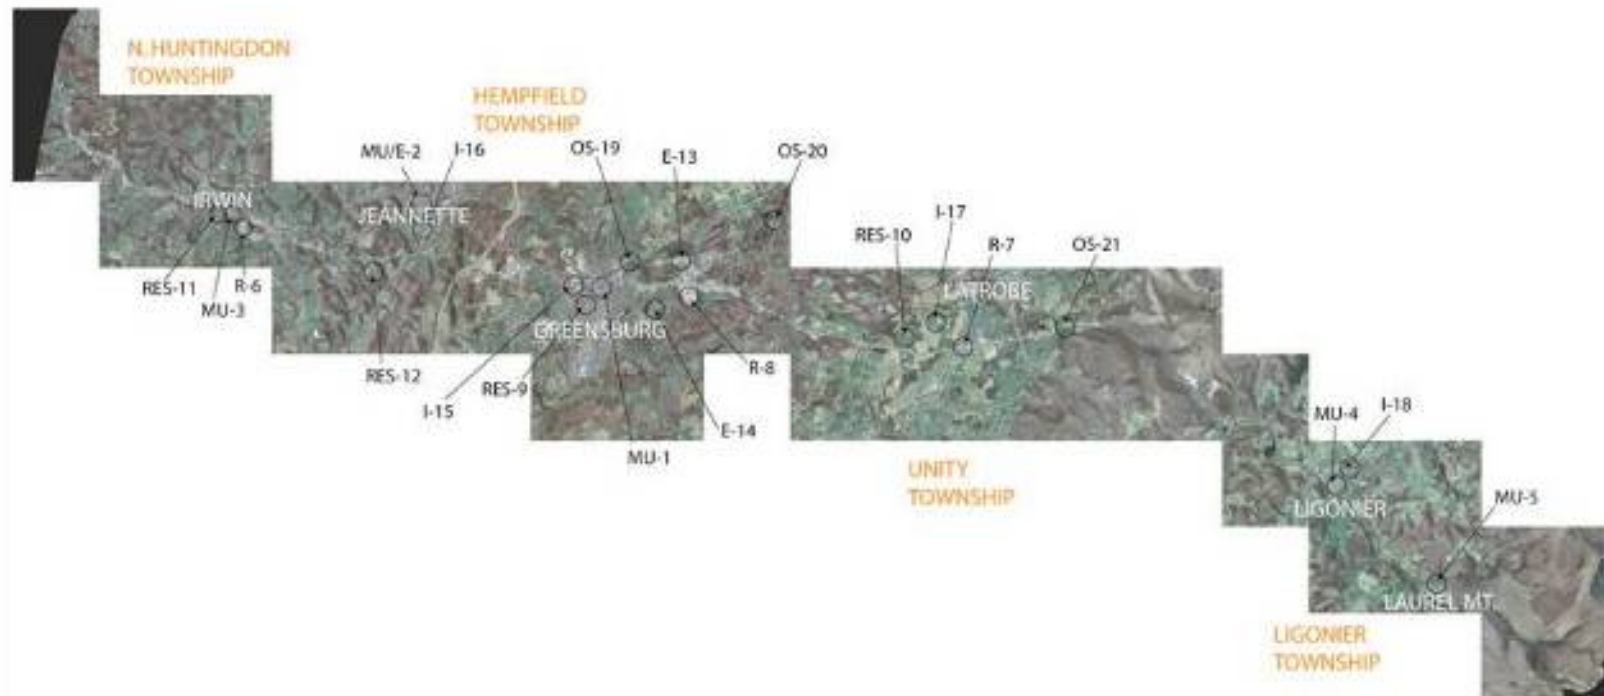 N. HUNTINGDON
TOWNSHIP
HEMPFIELD
TOWNSHIP
MU/E-2
I-16
OS-19
E-13
OS-20
IRWIN
JEANNETTE
I-17
RES-10
R-7
OS-21
RES-11
R-6
MU-3
LATROBE
GREENSBURG
RES-12
RES-9
R-8
I-15
E-14
MU-1
MU-4
I-18
UNITY
TOWNSHIP
LIGONIER
MU-5
LAUREL MT.
LIGONIER
TOWNSHIP